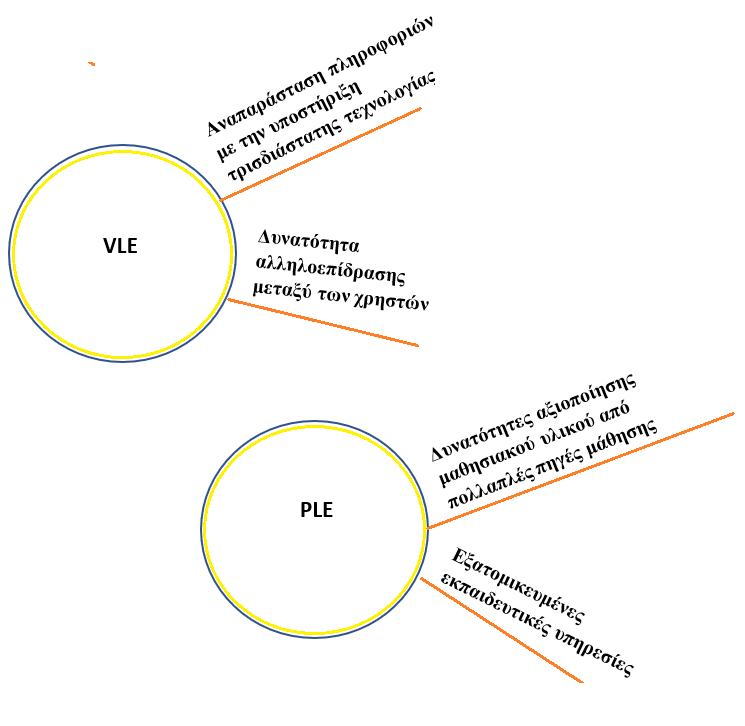 Αναπαράσταση πληροφοριών
με την υποστήριξη
τρισδιάστατης τεχνολογίας
VLE
Δυνατότητα
αλληλοεπίδρασης
μεταξύ των χρηστών
Δυνατότητες αξιοποίησης
μαθησιακού υλικού από
πολλαπλές πηγές μάθησης
PLE
Εξατομικευμένες
εκπαιδευτικές υπηρεσίες